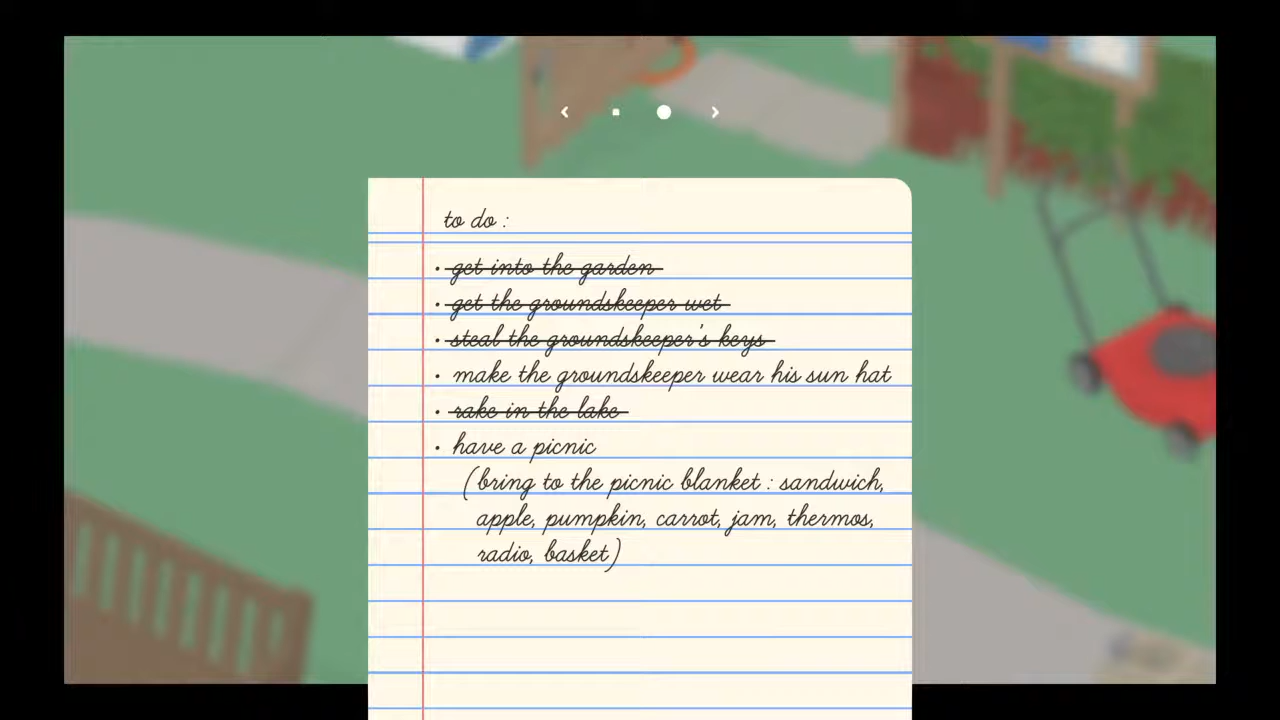 to do :
• get into the garden
• get the groundskeeper wet
• steal the groundskeeper's keys
• make the groundskeeper wear his sun hat
• rake in the lake
• have a picnic
(bring to the picnic blanket : sandwich,
apple, pumpkin, carrot, jam, thermos,
radio, basket)